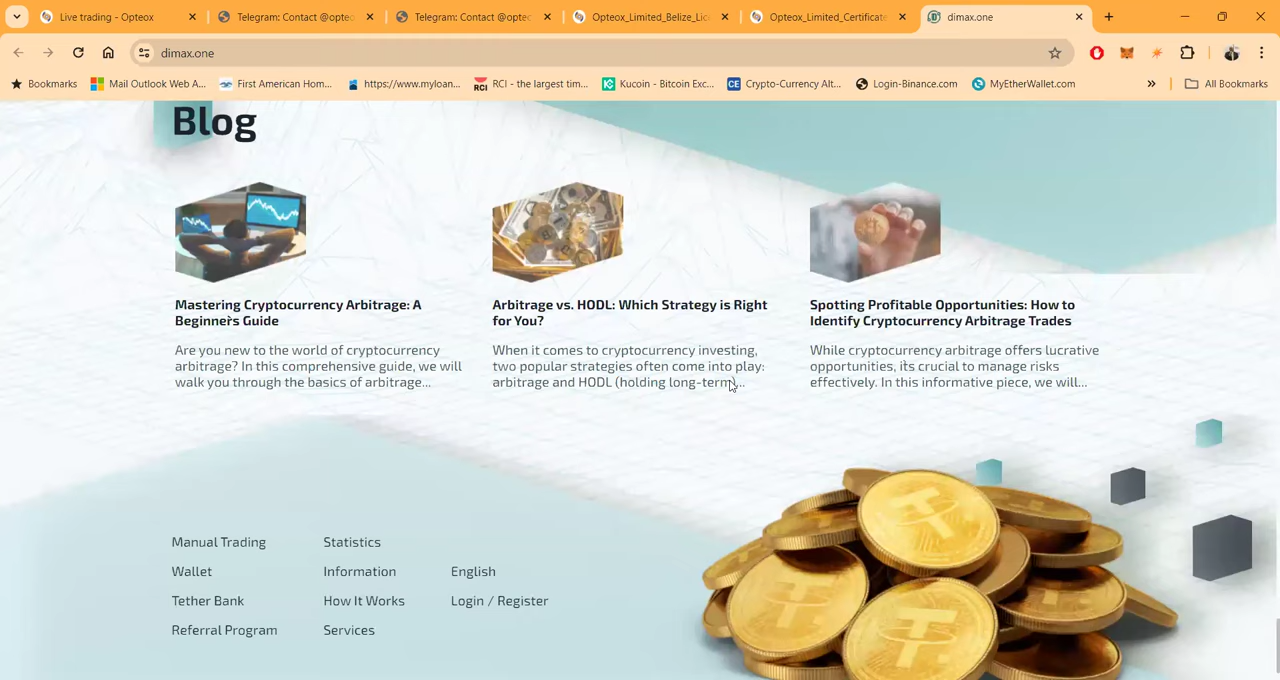 Live trading - Opteox
Telegram: Contact @opteo
Telegram: Contact @optec
Opteox_Limited_Belize_Lic
Opteox_Limited_Certificate
dimax.one
dimax.one
Bookmarks
Mail Outlook Web A...
First American Hom...
https://www.myloan...
RCI - the largest tim...
Kucoin - Bitcoin Exc...
Crypto-Currency Alt...
Login-Binance.com
MyEtherWallet.com
»
All Bookmarks
Blog
Mastering Cryptocurrency Arbitrage: A
Beginner's Guide
Are you new to the world of cryptocurrency
arbitrage? In this comprehensive guide, we will
walk you through the basics of arbitrage...
Arbitrage vs. HODL: Which Strategy is Right
for You?
When it comes to cryptocurrency investing,
two popular strategies often come into play:
arbitrage and HODL (holding long-term)...
Spotting Profitable Opportunities: How to
Identify Cryptocurrency Arbitrage Trades
While cryptocurrency arbitrage offers lucrative
opportunities, it's crucial to manage risks
effectively. In this informative piece, we will...
Manual Trading
Wallet
Tether Bank
Referral Program
Statistics
Information
How It Works
Services
English
Login / Register